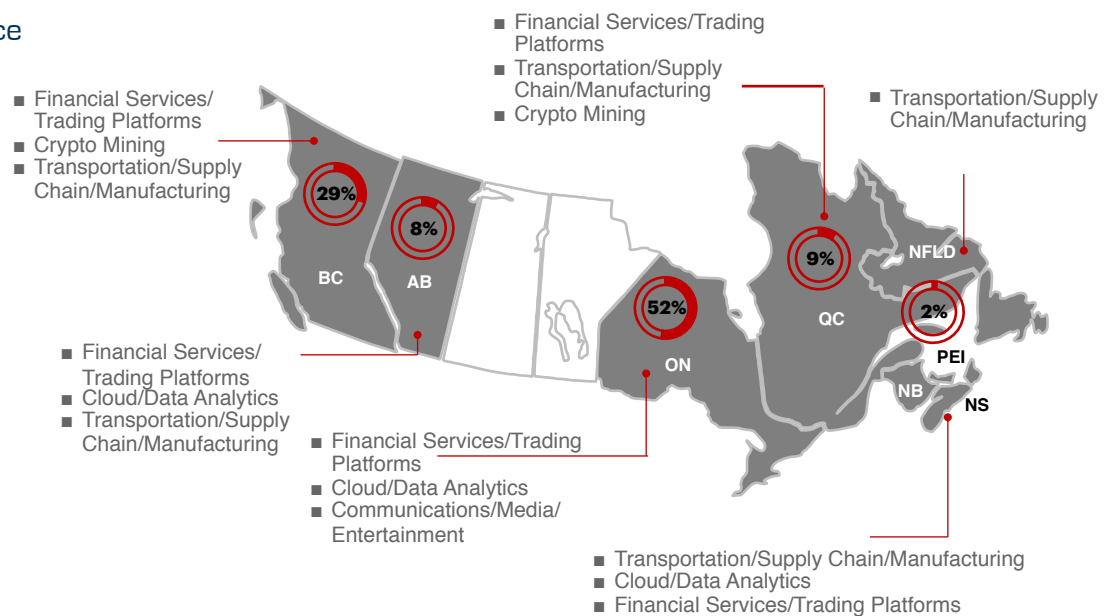 ce
■ Financial Services/Trading
Platforms
■ Transportation/Supply
Chain/Manufacturing
■ Crypto Mining
■ Financial Services/
Trading Platforms
■ Crypto Mining
■ Transportation/Supply
Chain/Manufacturing
■ Transportation/Supply
Chain/Manufacturing
29%
8%
BC
AB
52%
ON
9%
QC
NFLD
2%
PEI
NB
NS
■ Financial Services/
Trading Platforms
■ Cloud/Data Analytics
■ Transportation/Supply
Chain/Manufacturing
■ Financial Services/Trading
Platforms
■ Cloud/Data Analytics
■ Communications/Media/
Entertainment
■ Transportation/Supply Chain/Manufacturing
■ Cloud/Data Analytics
■ Financial Services/Trading Platforms